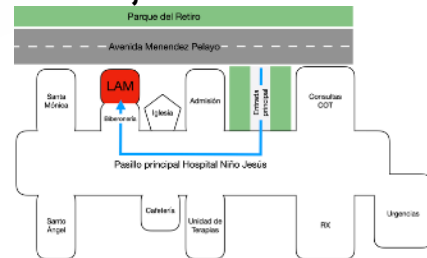 Parque del Retiro
Avenida Menendez Pelayo
Santa
Mónica
LAM
Biberonería
Iglesia
Admisión
Entrada
principal
Consultas
COT
Pasillo principal Hospital Niño Jesús
Santo
Ángel
Cafetería
Unidad de
Terapias
RX
Urgencias